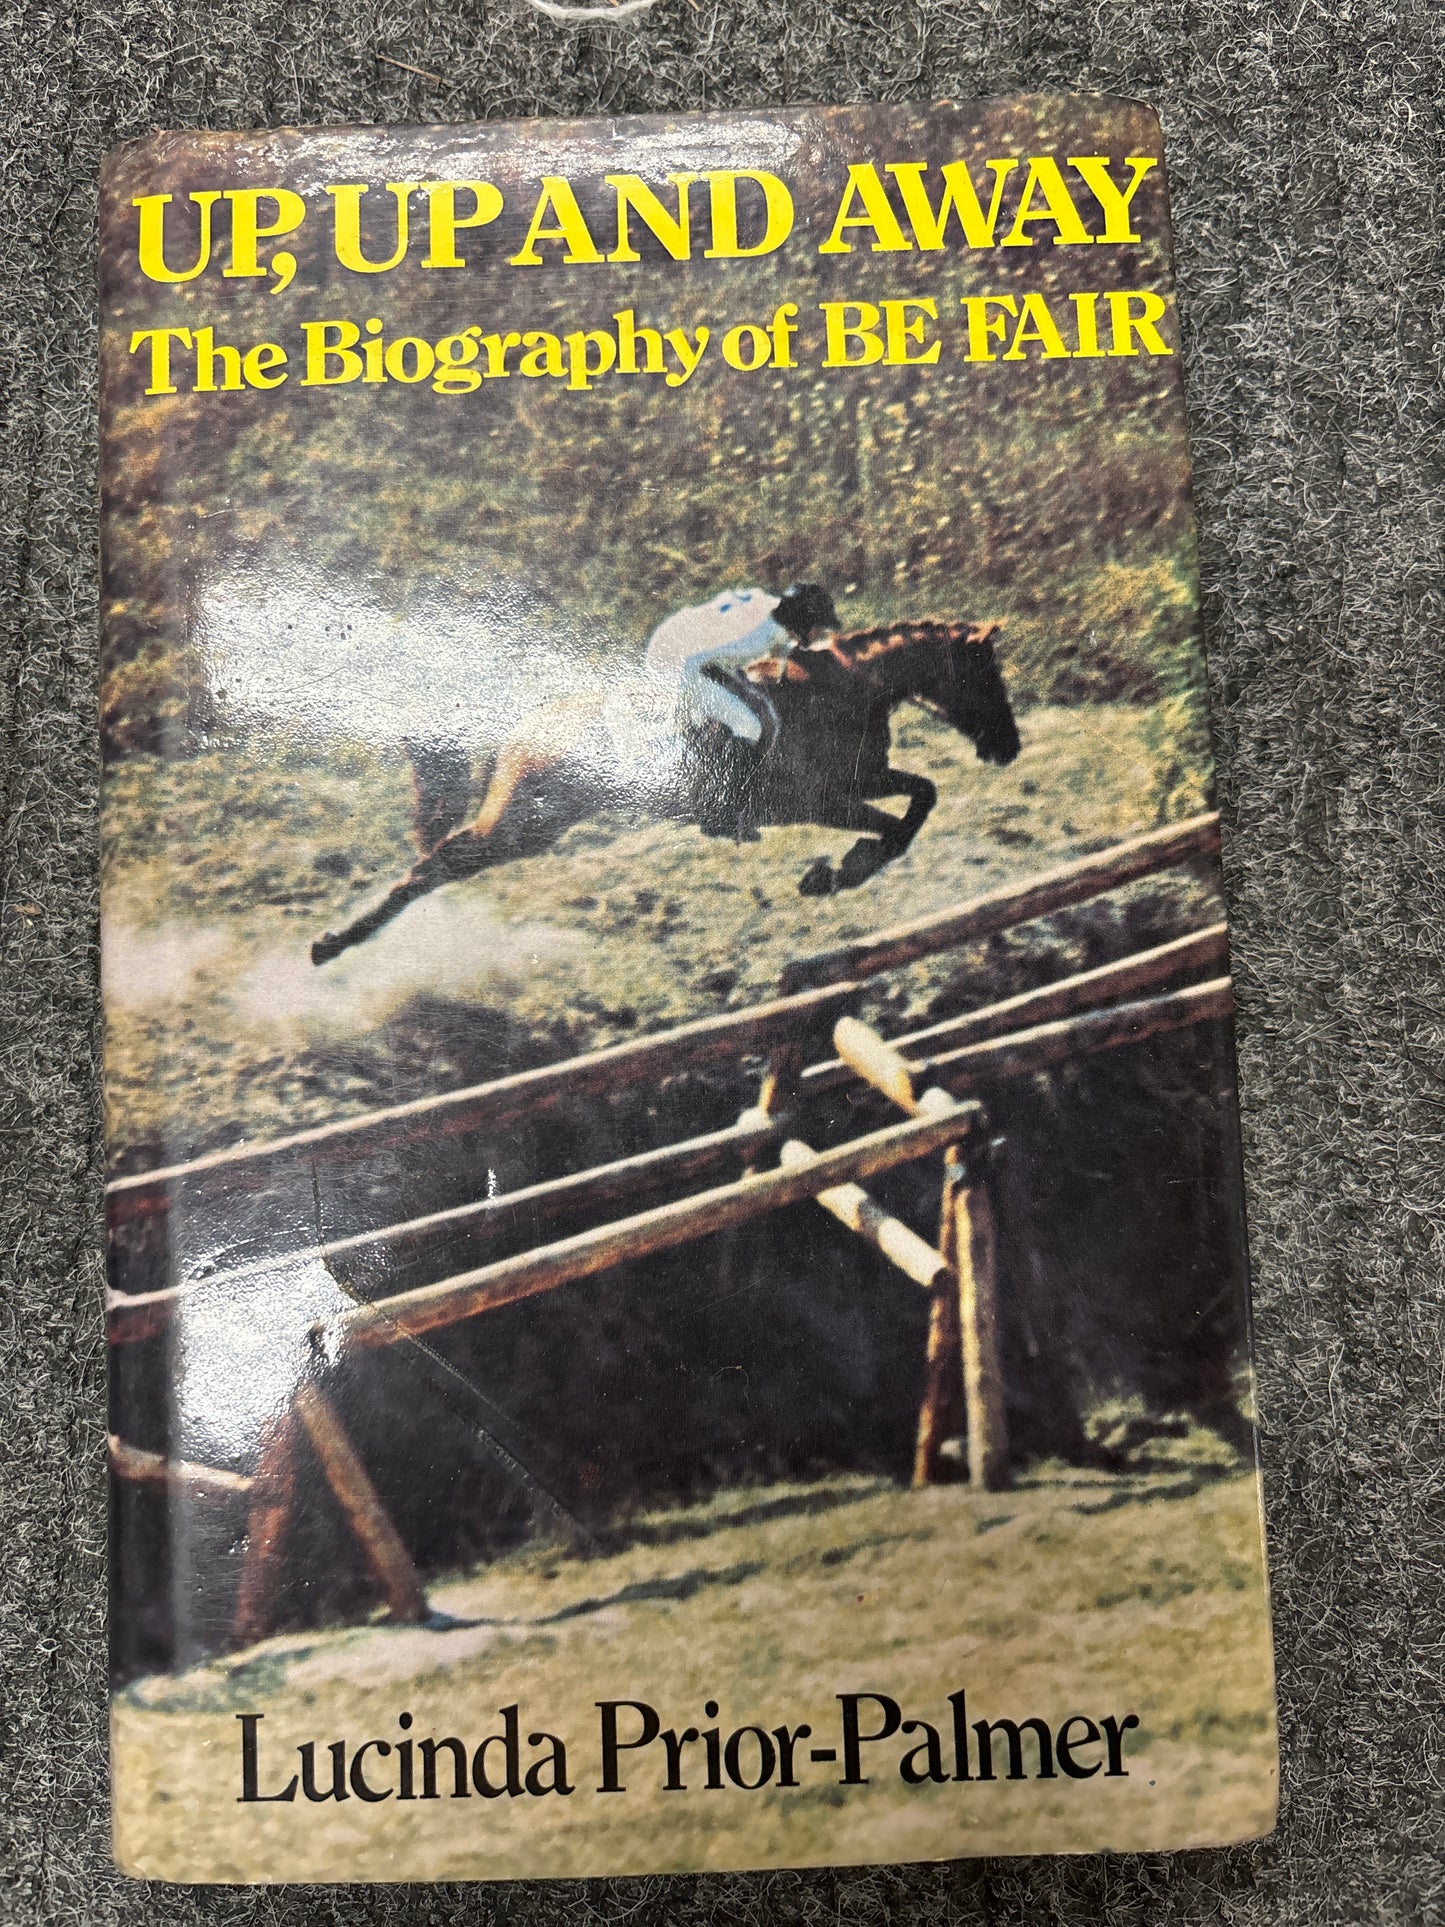 UP, UP AND AWAY
The Biography of BE FAIR
Lucinda Prior-Palmer